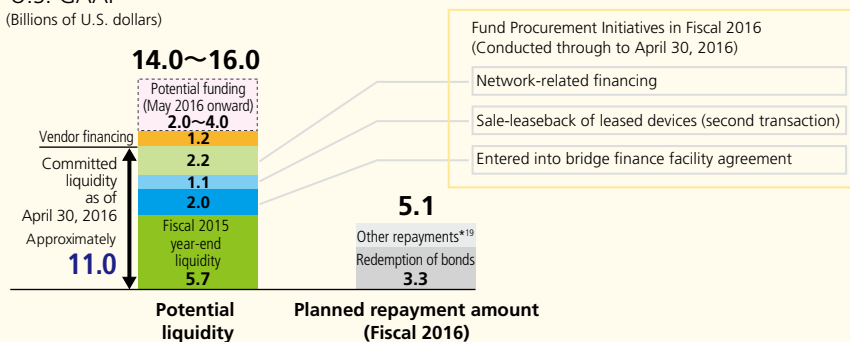 U.S. GAAP
(Billions of U.S. dollars)
14.0～16.0
Potential funding
(May 2016 onward)
2.0～4.0
Vendor financing
1.2
Committed
liquidity
as of
April 30, 2016
Approximately
11.0
2.2
1.1
2.0
Fiscal 2015
year-end
liquidity
5.7
Potential
liquidity
5.1
Other repayments*19
Redemption of bonds
3.3
Planned repayment amount
(Fiscal 2016)
Fund Procurement Initiatives in Fiscal 2016
(Conducted through to April 30, 2016)
Network-related financing
Sale-leaseback of leased devices (second transaction)
Entered into bridge finance facility agreement